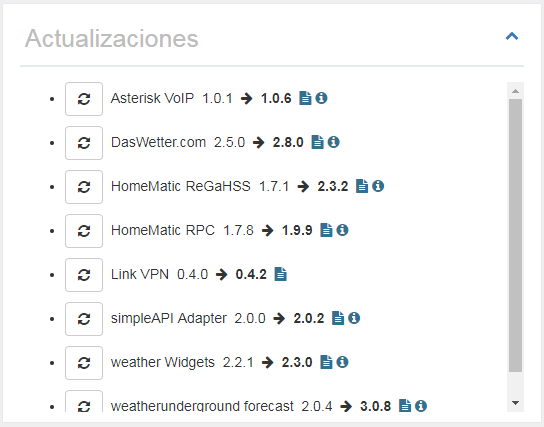 Actualizaciones
Asterisk VoIP 1.0.1 → 1.0.6
DasWetter.com 2.5.0 → 2.8.0
HomeMatic ReGaHSS 1.7.1 → 2.3.2
HomeMatic RPC 1.7.8 → 1.9.9
Link VPN 0.4.0 → 0.4.2
simpleAPI Adapter 2.0.0 → 2.0.2
weather Widgets 2.2.1 → 2.3.0
weatherunderground forecast 2.0.4 → 3.0.8